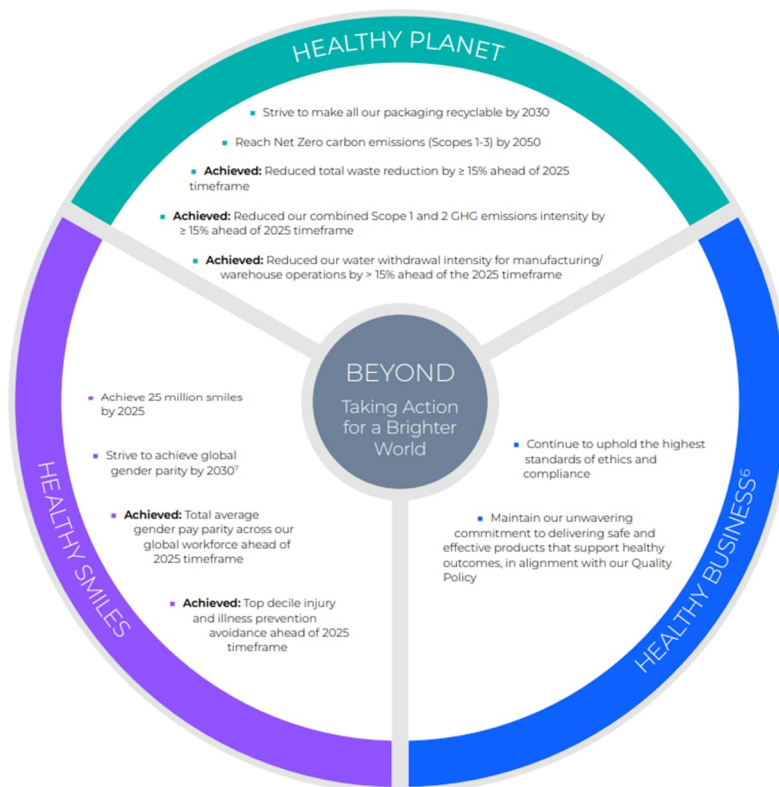 HEALTHY PLANET
▪ Strive to make all our packaging recyclable by 2030
▪ Reach Net Zero carbon emissions (Scopes 1-3) by 2050
▪ Achieved: Reduced total waste reduction by ≥ 15% ahead of 2025
timeframe
▪ Achieved: Reduced our combined Scope 1 and 2 GHG emissions intensity by
≥ 15% ahead of 2025 timeframe
▪ Achieved: Reduced our water withdrawal intensity for manufacturing/
warehouse operations by > 15% ahead of the 2025 timeframe
BEYOND
Taking Action
for a Brighter
World
▪ Achieve 25 million smiles
by 2025
▪ Strive to achieve global
gender parity by 2030⁷
▪ Achieved: Total average
gender pay parity across our
global workforce ahead of
2025 timeframe
▪ Achieved: Top decile injury
and illness prevention
avoidance ahead of 2025
timeframe
HEALTHY SMILES
▪ Continue to uphold the highest
standards of ethics and
compliance
▪ Maintain our unwavering
commitment to delivering safe and
effective products that support healthy
outcomes, in alignment with our Quality
Policy
HEALTHY BUSINESS⁶